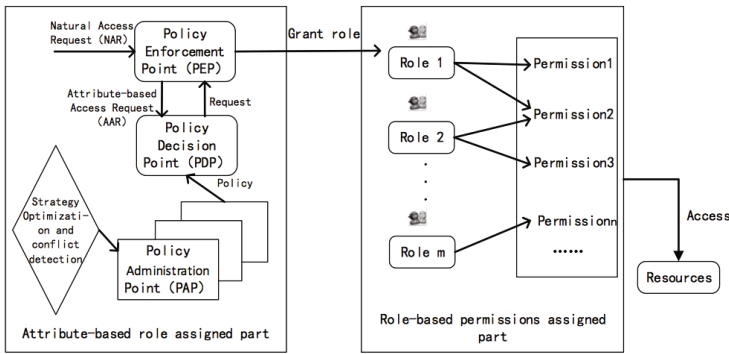 Natural Access
Request (NAR)
Policy
Enforcement
Point (PEP)
Attribute-based
Access Request
(AAR)
Request
Policy
Decision
Point (PDP)
Policy
Strategy
Optimizati-
on and
conflict
detection
Policy
Administration
Point (PAP)
Attribute-based role assigned part
Grant role
Role 1
Role 2
Role m
Permission1
Permission2
Permission3
Permissionn
......
Role-based permissions assigned
part
Access
Resources